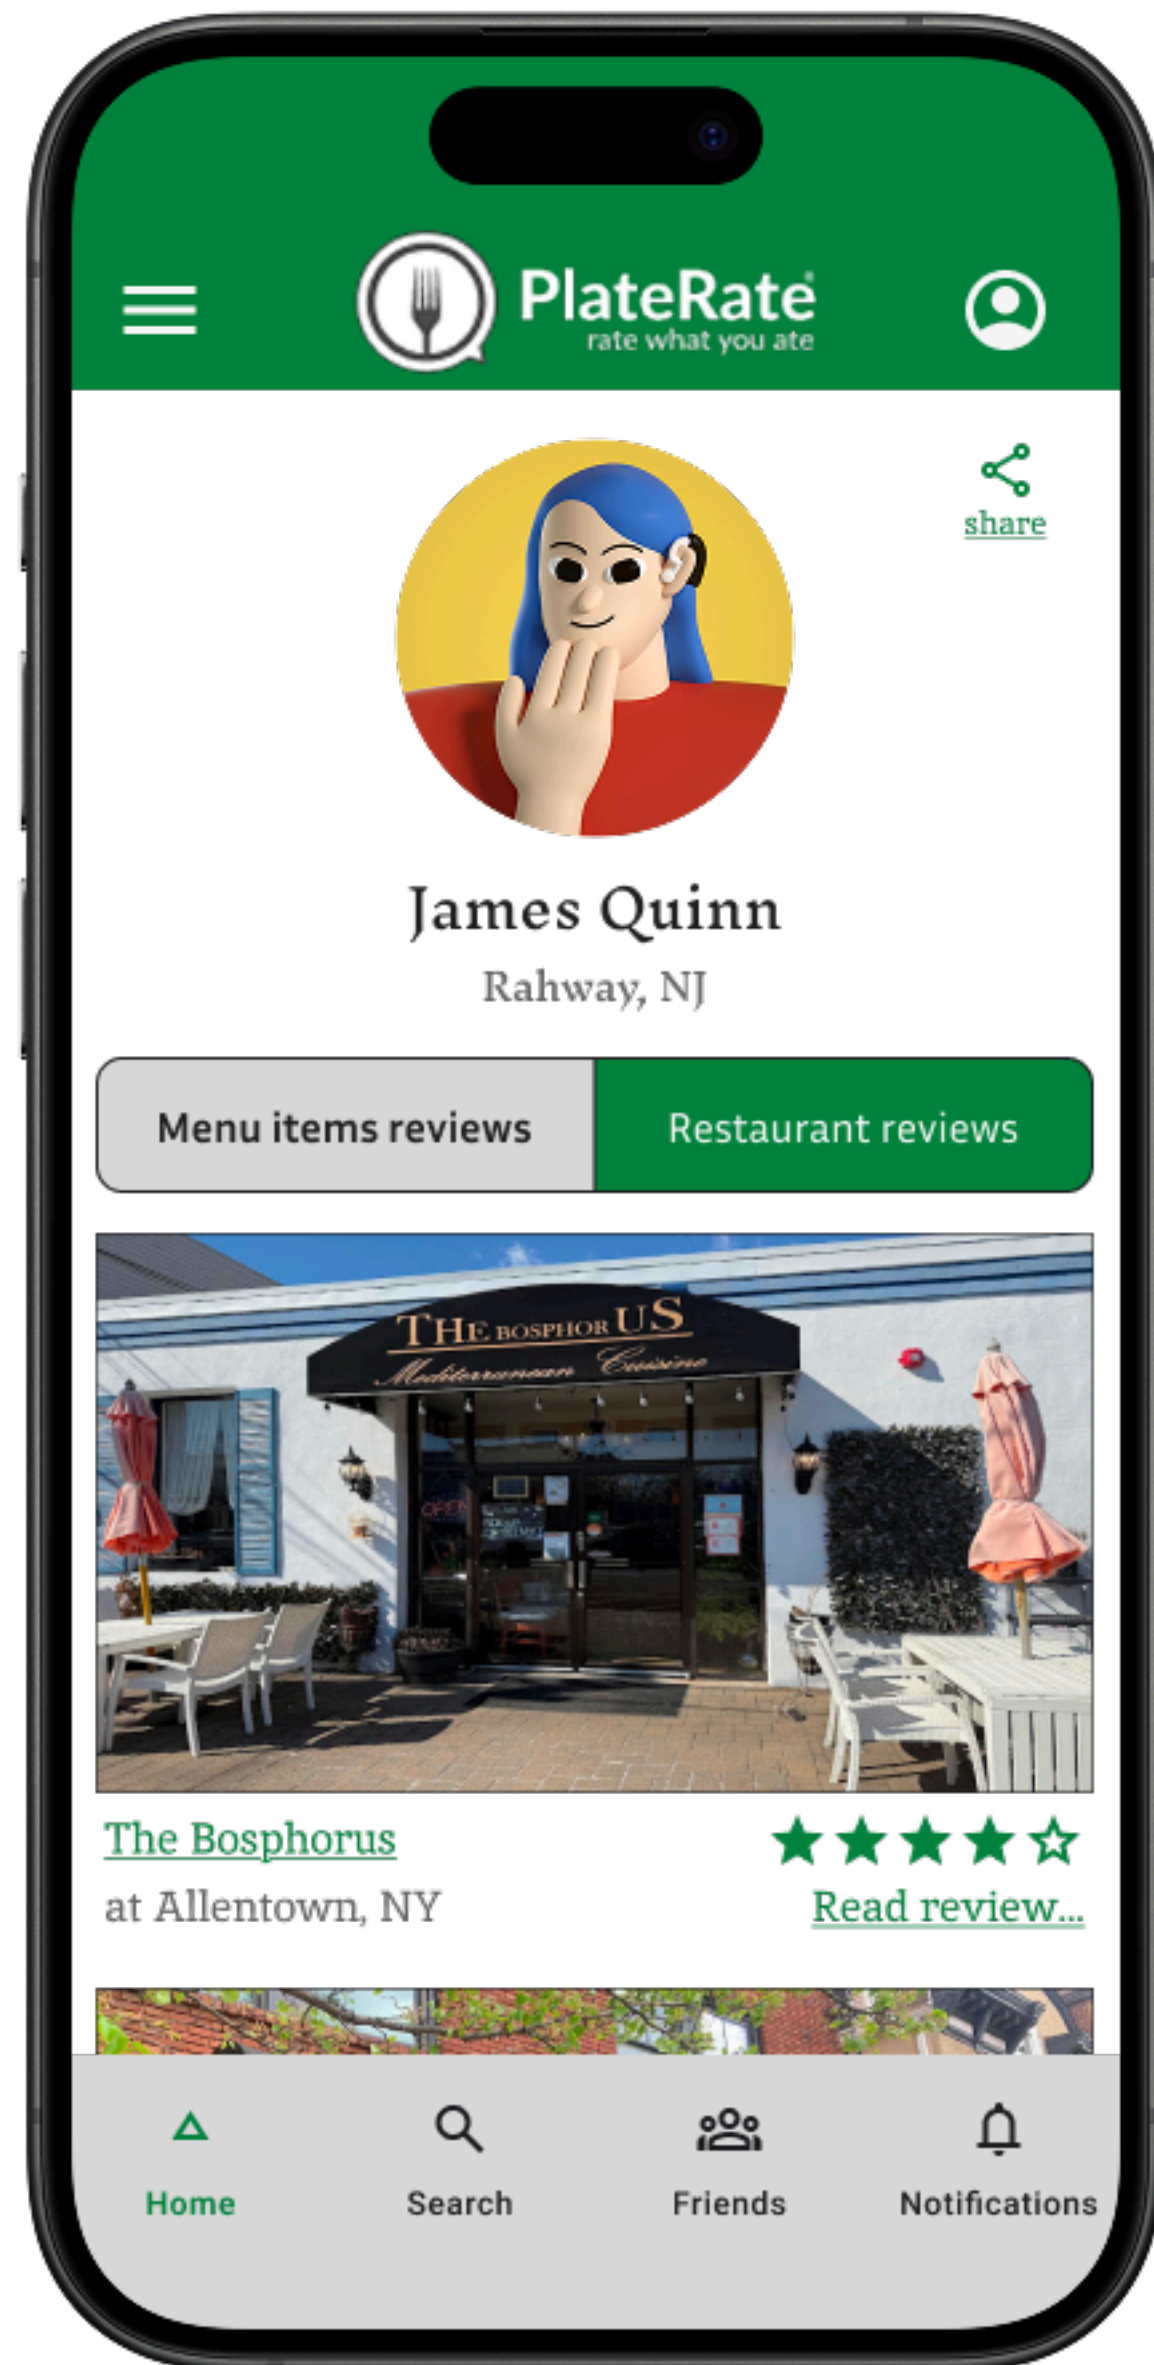 PlateRate
rate what you ate
share
James Quinn
Rahway, NJ
Menu items reviews
Restaurant reviews
THE BOSPHORUS
Mediterranean Cuisine
OPEN
The Bosphorus
at Allentown, NY
Read review...
Home
Search
Friends
Notifications